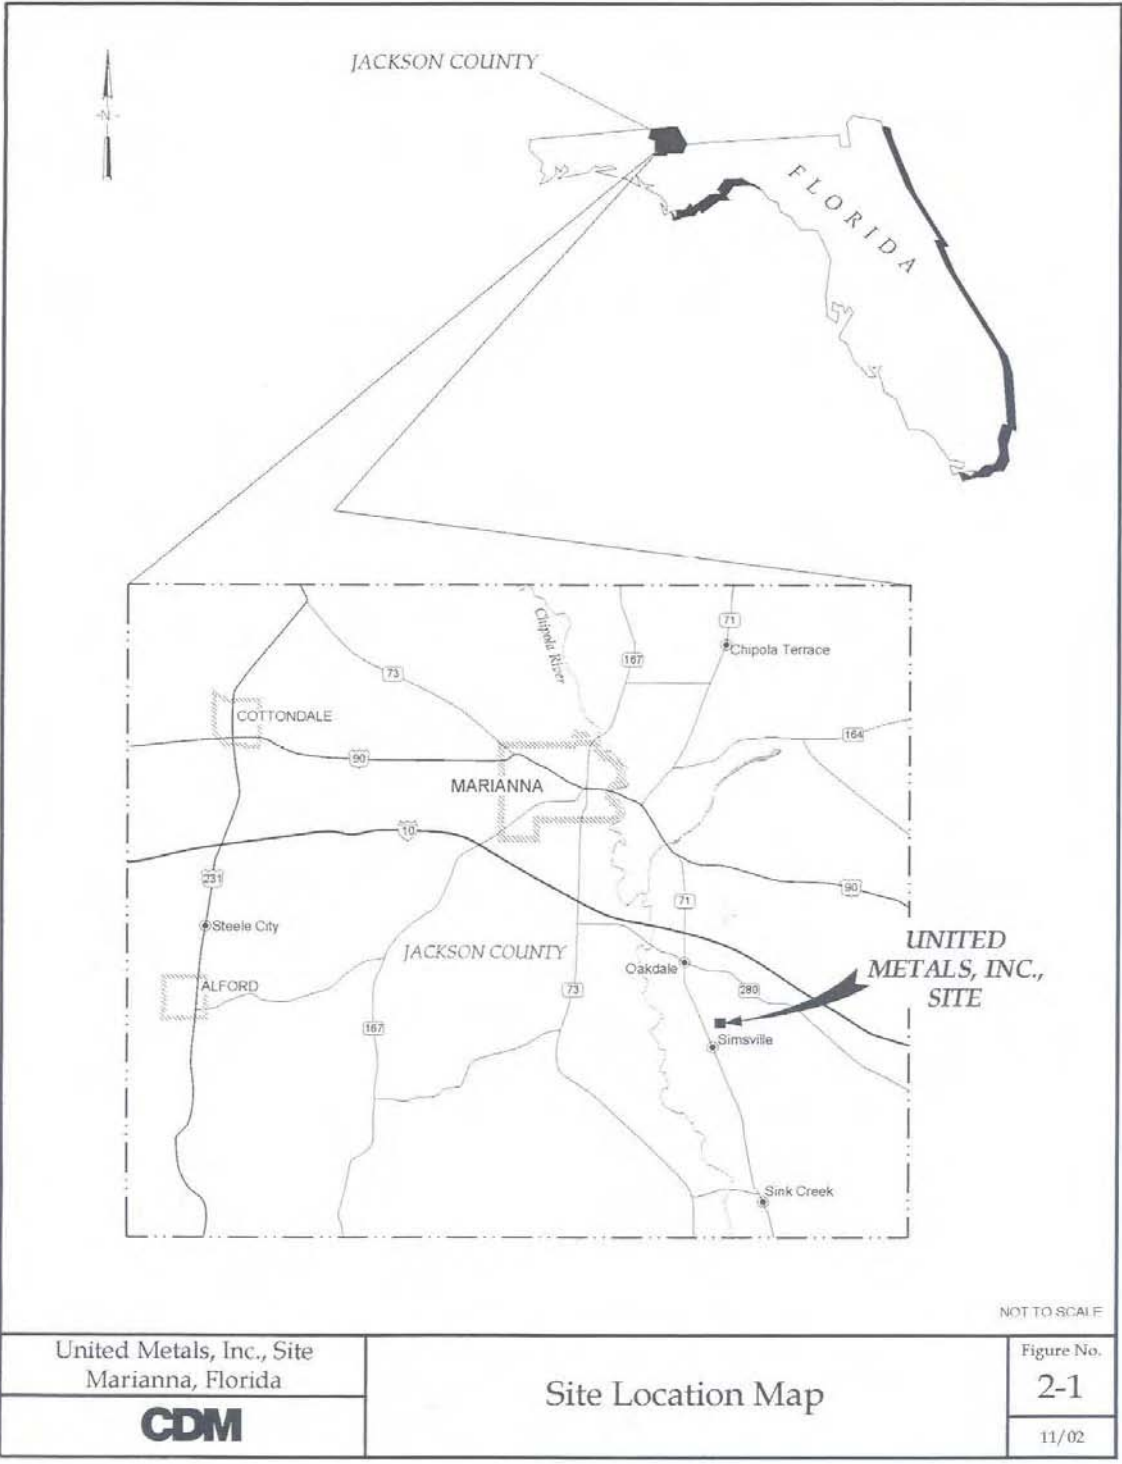 JACKSON COUNTY
-N-
FLORIDA
Chipola River
71
Chipola Terrace
167
73
COTTONDALE
164
90
MARIANNA
10
231
90
71
Steele City
JACKSON COUNTY
UNITED
METALS, INC.,
SITE
Oakdale
ALFORD
73
280
167
Simsville
Sink Creek
NOT TO SCALE
United Metals, Inc., Site
Marianna, Florida
CDM
Site Location Map
Figure No.
2-1
11/02